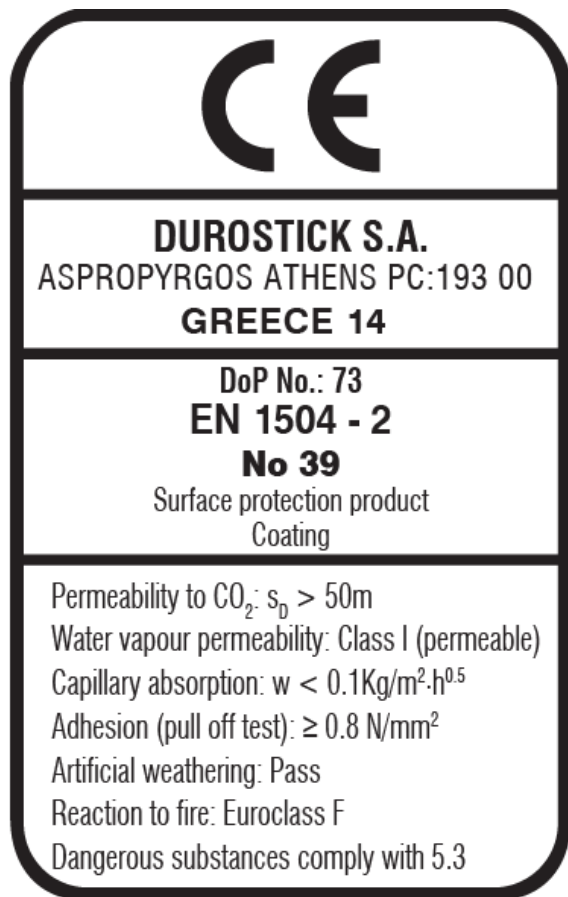 CE
DUROSTICK S.A.
ASPROPYRGOS ATHENS PC:193 00
GREECE 14
DoP No.: 73
EN 1504 - 2
No 39
Surface protection product
Coating
Permeability to CO₂: s_D > 50m
Water vapour permeability: Class I (permeable)
Capillary absorption: w < 0.1Kg/m²·h⁰·⁵
Adhesion (pull off test): ≥ 0.8 N/mm²
Artificial weathering: Pass
Reaction to fire: Euroclass F
Dangerous substances comply with 5.3